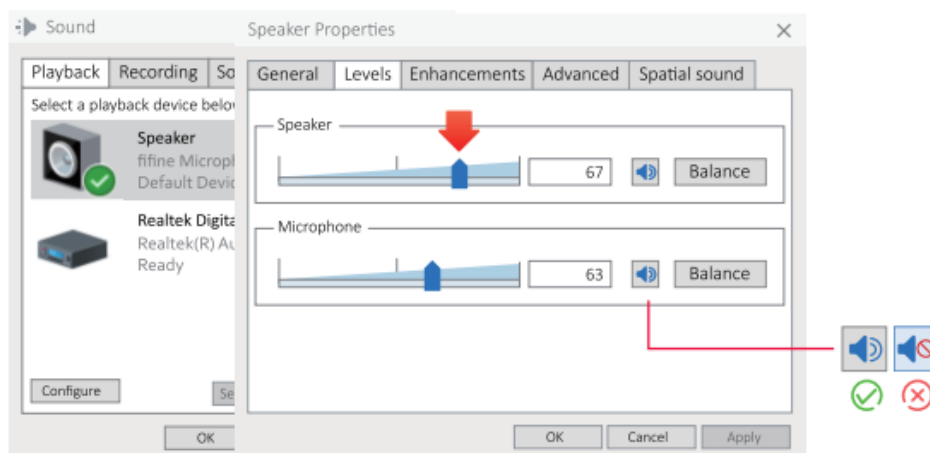 Sound
Playback Recording So
Select a playback device below
Speaker
fifine Microph
Default Devic
Realtek Digita
Realtek(R) Au
Ready
Configure
Se
OK
Speaker Properties
General Levels Enhancements Advanced Spatial sound
Speaker
67 Balance
Microphone
63 Balance
OK Cancel Apply